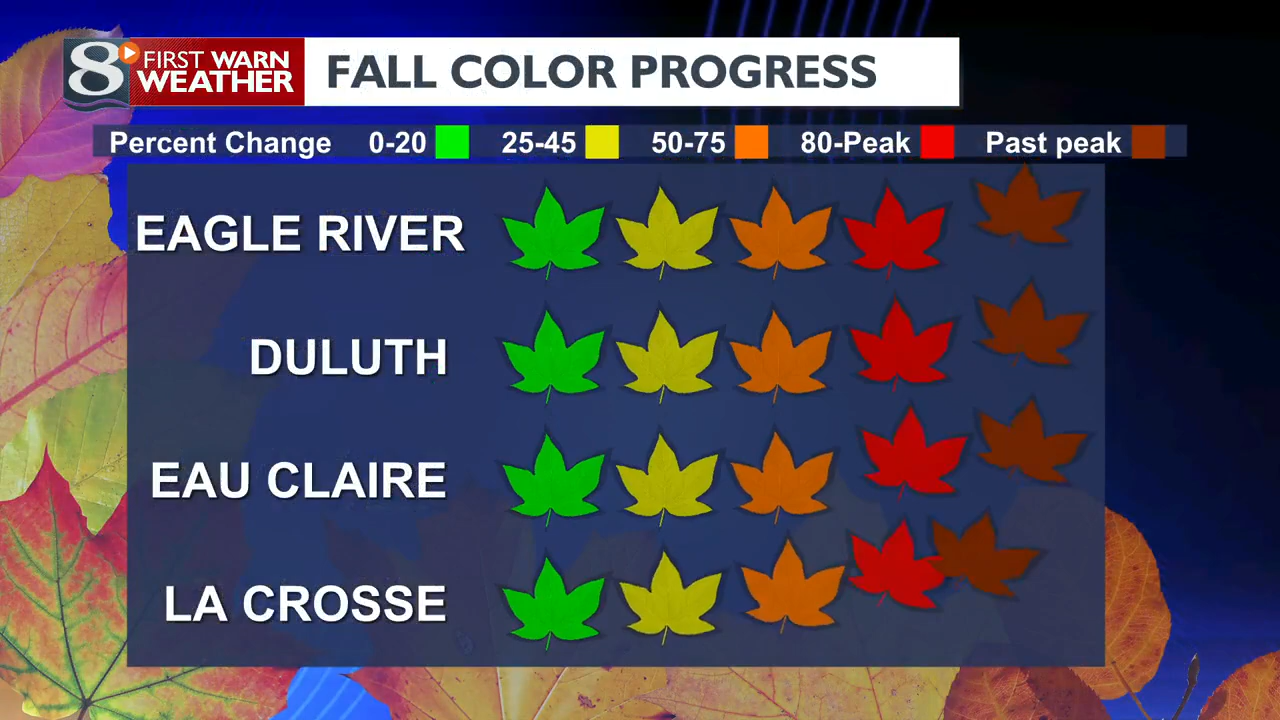 8 FIRST WARN
WEATHER
FALL COLOR PROGRESS
Percent Change 0-20 25-45 50-75 80-Peak Past peak
EAGLE RIVER
DULUTH
EAU CLAIRE
LA CROSSE